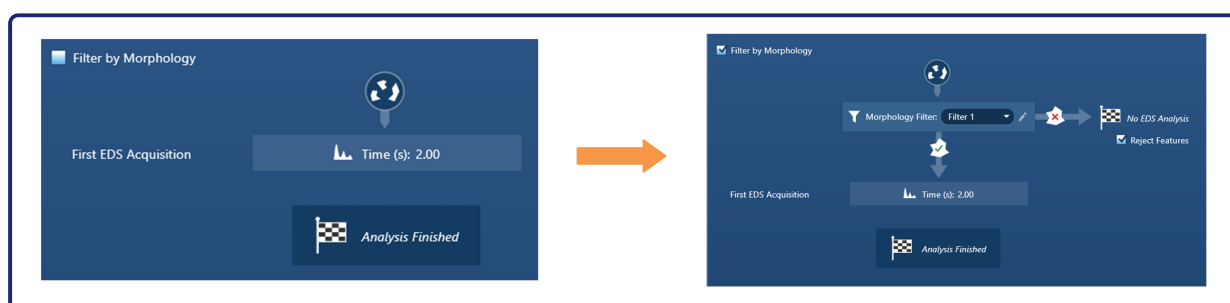 Filter by Morphology
First EDS Acquisition
Time (s): 2.00
Analysis Finished
Filter by Morphology
Morphology Filter: Filter 1
No EDS Analysis
Reject Features
First EDS Acquisition
Time (s): 2.00
Analysis Finished